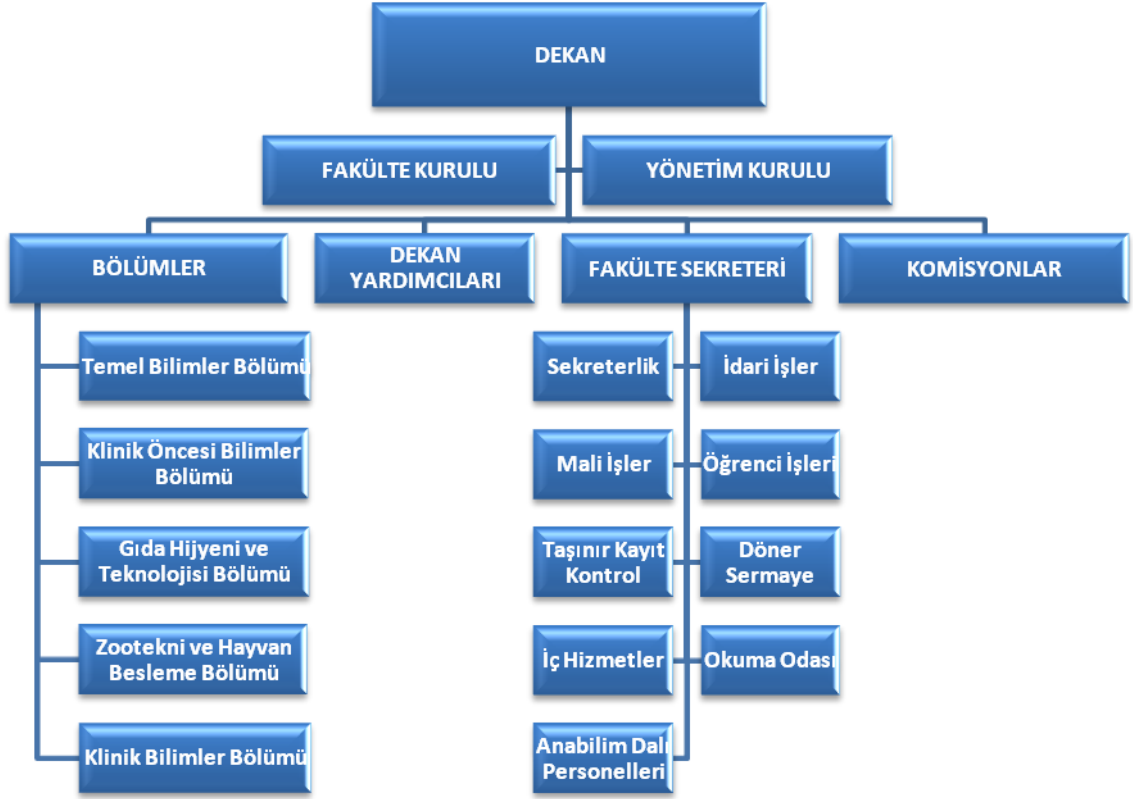 DEKAN
FAKÜLTE KURULU
YÖNETİM KURULU
BÖLÜMLER
DEKAN
YARDIMCILARI
FAKÜLTE SEKRETERİ
KOMİSYONLAR
Temel Bilimler Bölümü
Klinik Öncesi Bilimler
Bölümü
Gıda Hijyeni ve
Teknolojisi Bölümü
Zootekni ve Hayvan
Besleme Bölümü
Klinik Bilimler Bölümü
Sekreterlik
İdari İşler
Mali İşler
Öğrenci İşleri
Taşınır Kayıt
Kontrol
Döner
Sermaye
İç Hizmetler
Okuma Odası
Anabilim Dalı
Personelleri